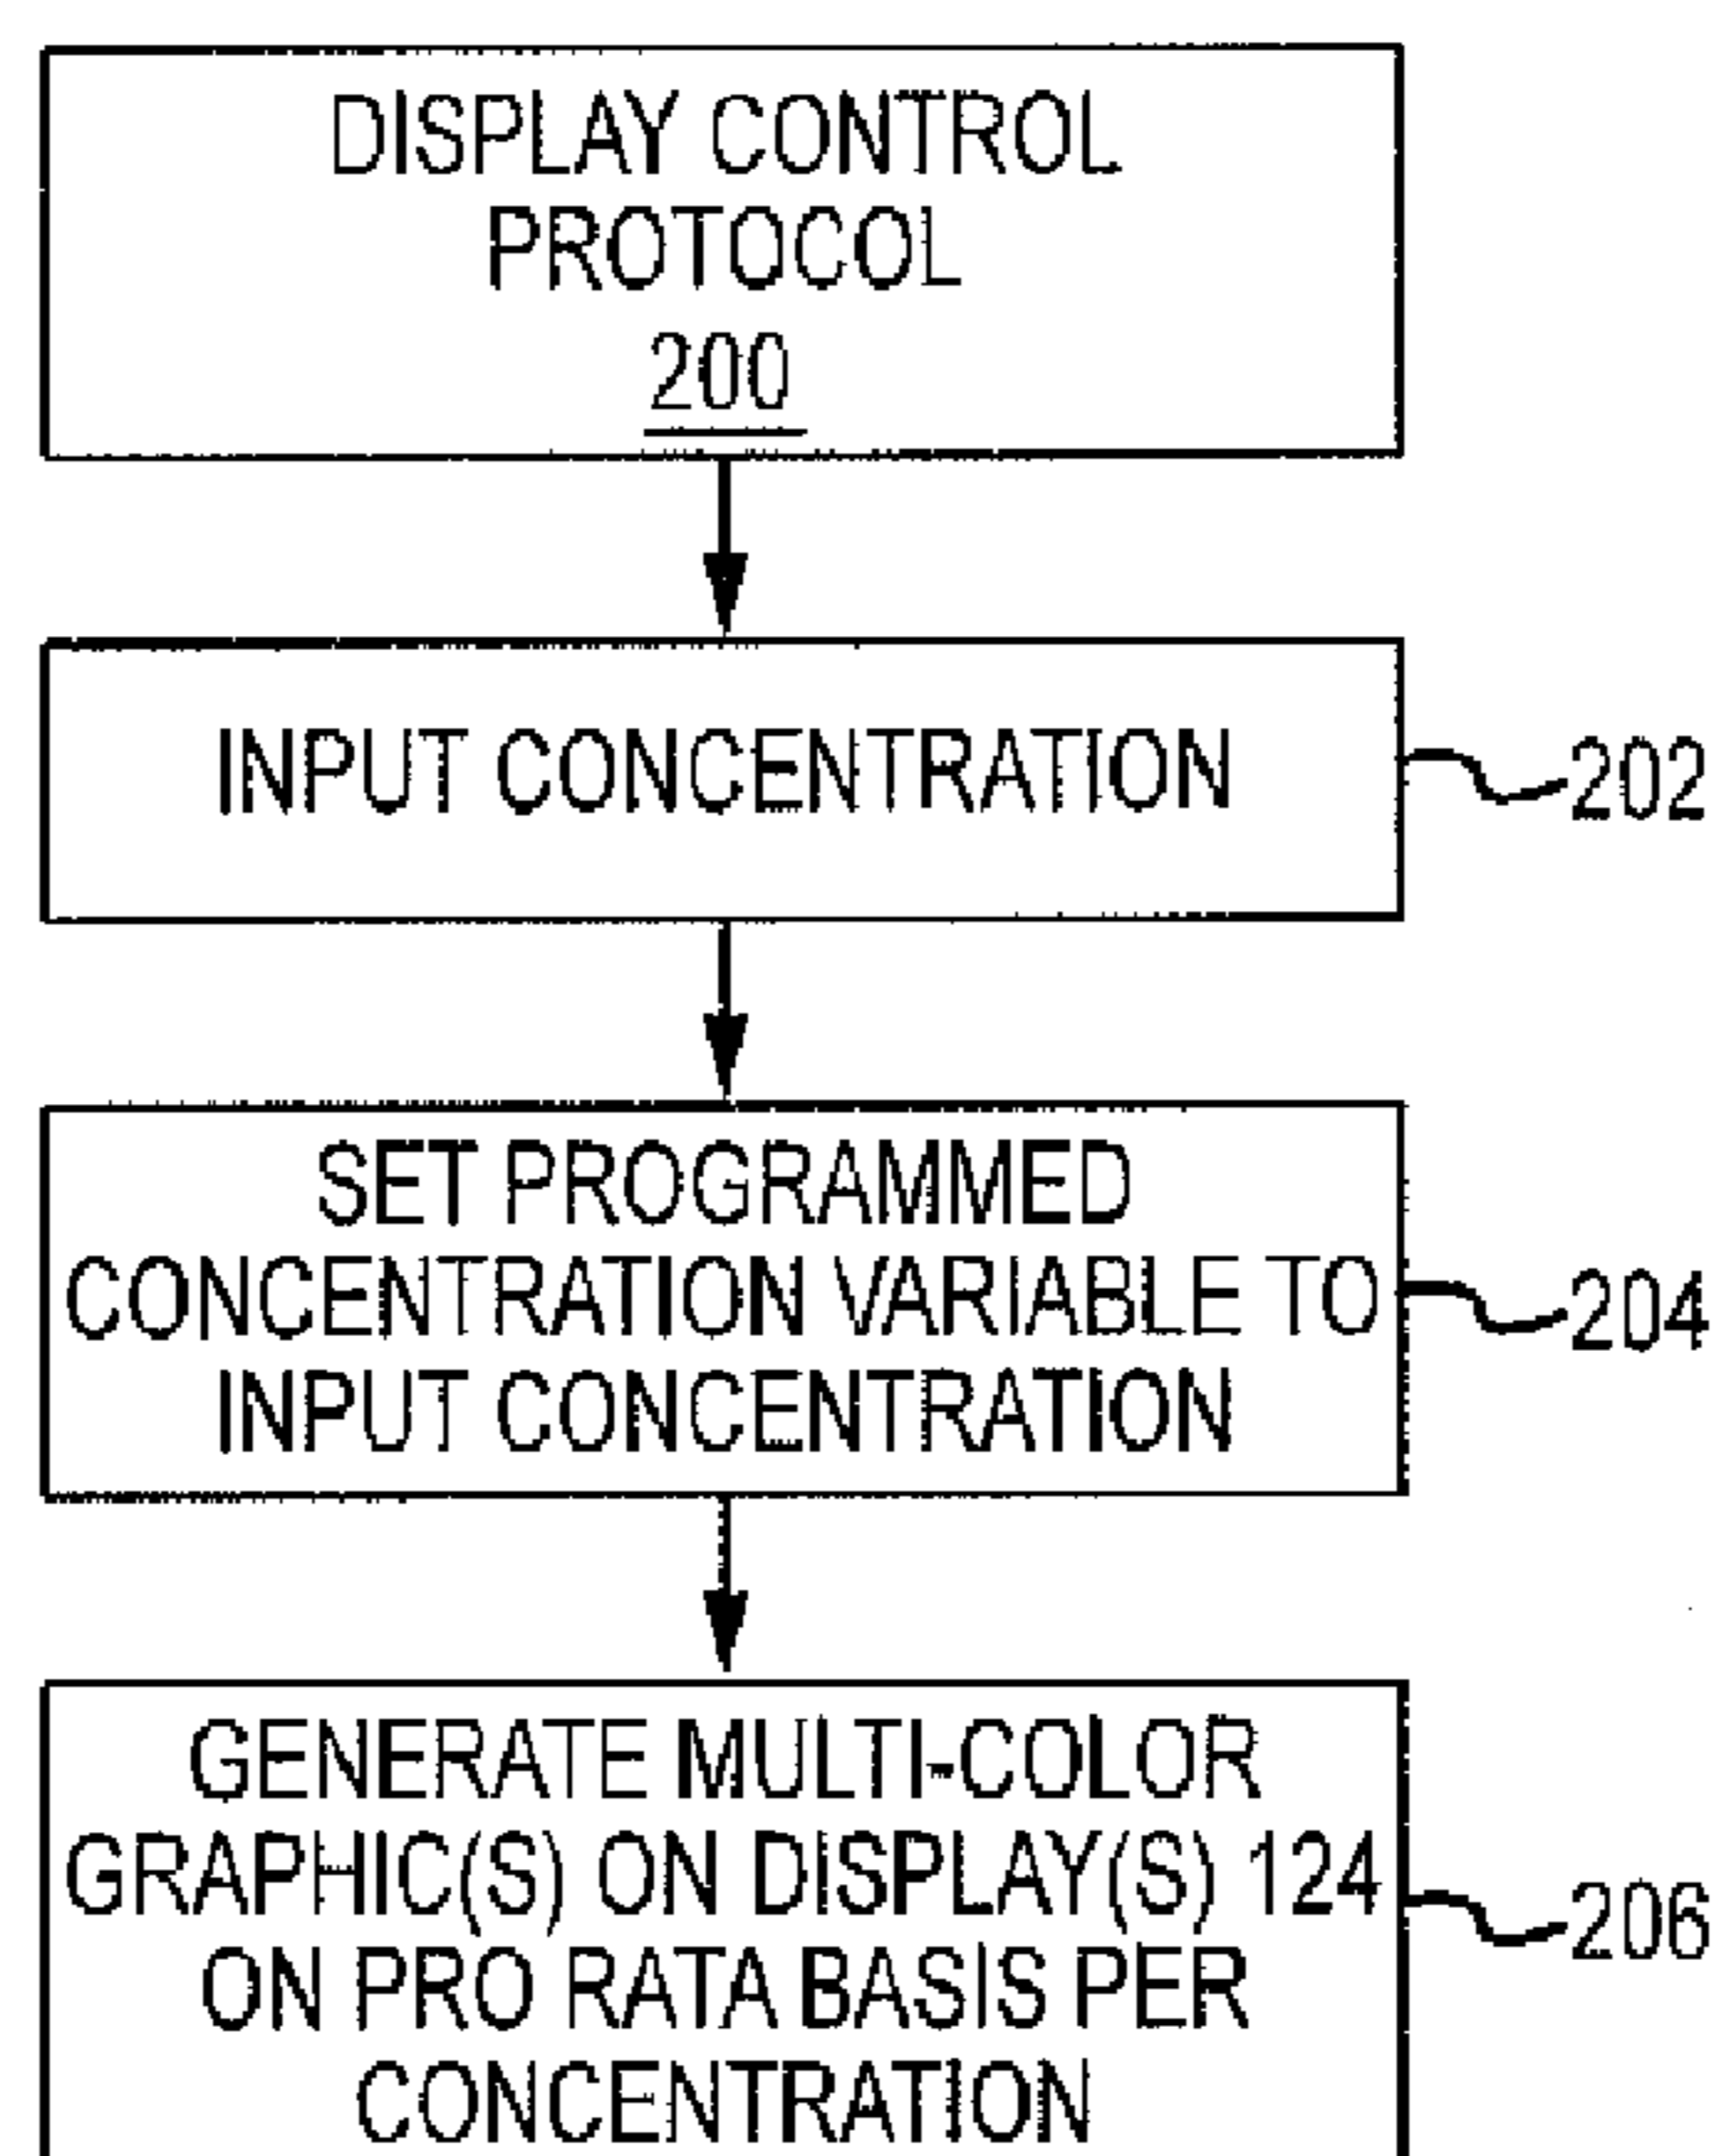 DISPLAY CONTROL
PROTOCOL
200
INPUT CONCENTRATION
202
SET PROGRAMMED
CONCENTRATION VARIABLE TO
INPUT CONCENTRATION
204
GENERATE MULTI-COLOR
GRAPHIC(S) ON DISPLAY(S) 124
ON PRO RATA BASIS PER
CONCENTRATION
206